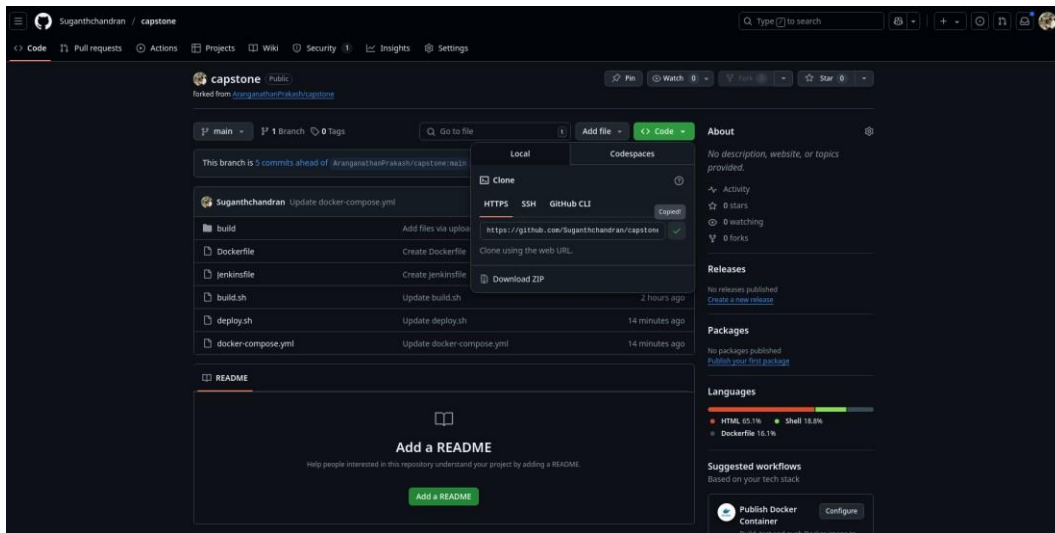 Suganthchandran / capstone
Type / to search
Code Pull requests Actions Projects Wiki Security 1 Insights Settings
capstone Public
Pin Watch 0 Fork Star 0
forked from AranganathanPrakash/capstone
main 1 Branch 0 Tags
Go to file t
Add file Code
This branch is 5 commits ahead of AranganathanPrakash/capstone:main
Local Codespaces
Clone
HTTPS SSH GitHub CLI
Copied!
https://github.com/Suganthchandran/capstone
Clone using the web URL.
Download ZIP
Suganthchandran Update docker-compose.yml
build Add files via uploa
Dockerfile Create Dockerfile
Jenkinsfile Create Jenkinsfile
build.sh Update build.sh 2 hours ago
deploy.sh Update deploy.sh 14 minutes ago
docker-compose.yml Update docker-compose.yml 14 minutes ago
README
Add a README
Help people interested in this repository understand your project by adding a README.
Add a README
About
No description, website, or topics
provided.
Activity
0 stars
0 watching
0 forks
Releases
No releases published
Create a new release
Packages
No packages published
Publish your first package
Languages
HTML 65.1% Shell 18.8%
Dockerfile 16.1%
Suggested workflows
Based on your tech stack
Publish Docker
Container
Configure